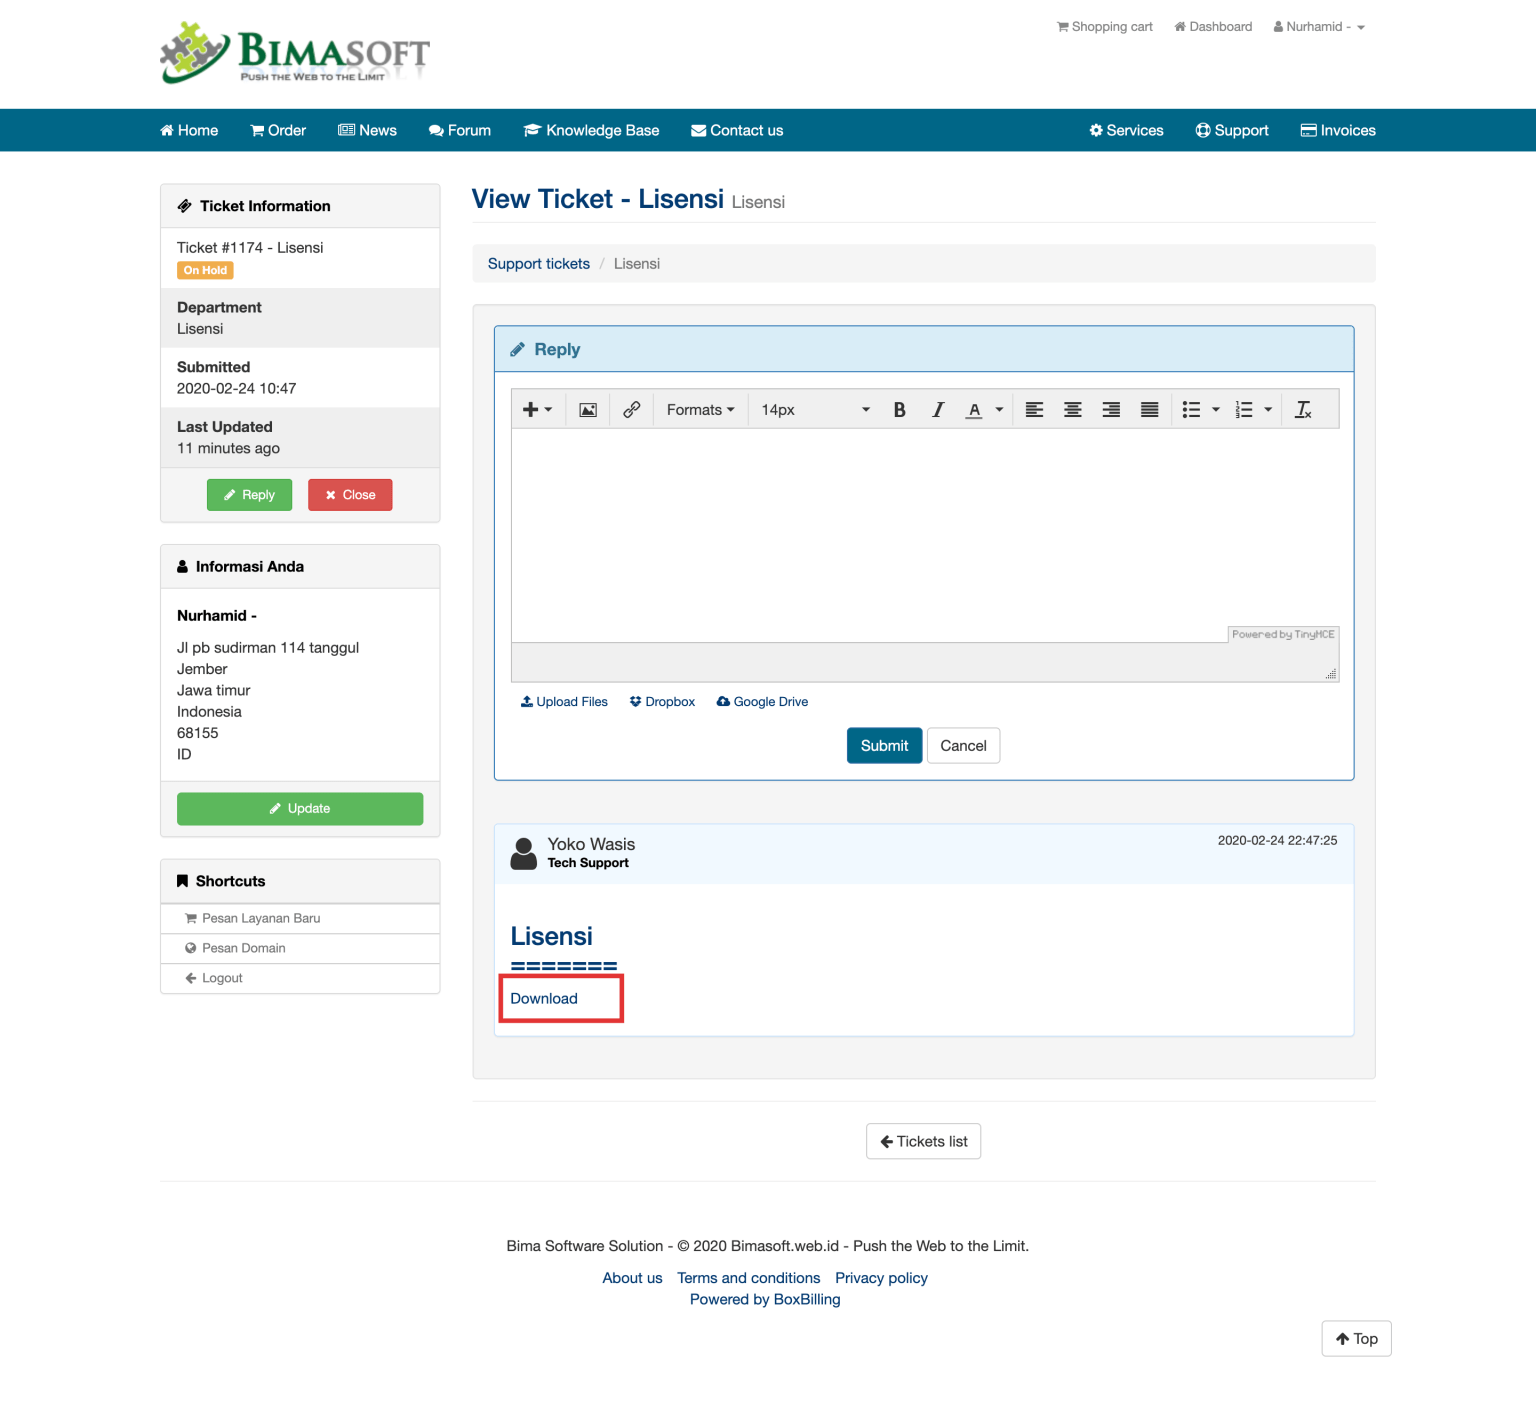 BIMASOFT
PUSH THE WEB TO THE LIMIT
Shopping cart Dashboard Nurhamid -
Home Order News Forum Knowledge Base Contact us Services Support Invoices
Ticket Information
Ticket #1174 - Lisensi
On Hold
Department
Lisensi
Submitted
2020-02-24 10:47
Last Updated
11 minutes ago
Reply Close
Informasi Anda
Nurhamid -
Jl pb sudirman 114 tanggul
Jember
Jawa timur
Indonesia
68155
ID
Update
Shortcuts
Pesan Layanan Baru
Pesan Domain
Logout
View Ticket - Lisensi Lisensi
Support tickets / Lisensi
Reply
Formats 14px B I A
Powered by TinyMCE
Upload Files Dropbox Google Drive
Submit Cancel
Yoko Wasis
Tech Support
2020-02-24 22:47:25
Lisensi
=======
Download
Tickets list
Bima Software Solution - © 2020 Bimasoft.web.id - Push the Web to the Limit.
About us Terms and conditions Privacy policy
Powered by BoxBilling
Top